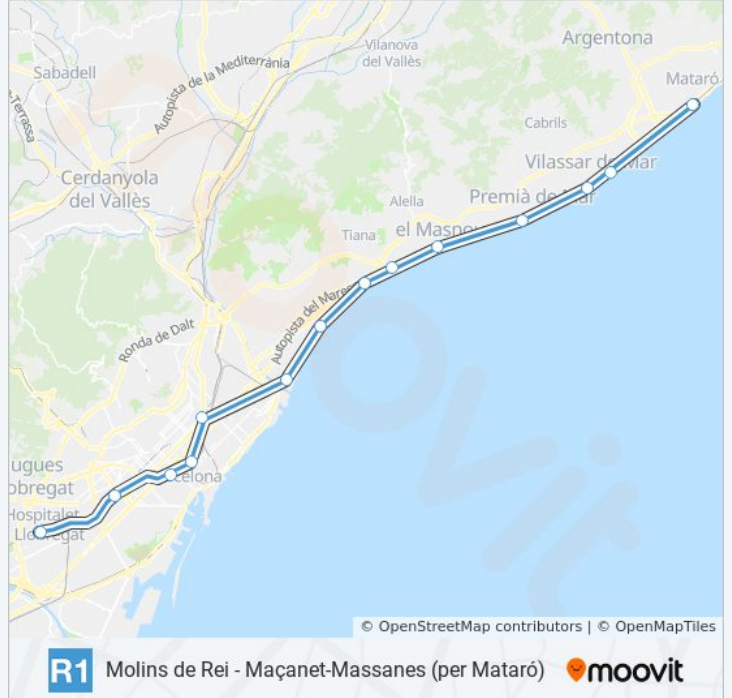 Argentona
Vilanova
del Vallès
Sabadell
Mataró
Autopista de la Mediterrània
-Terrassa
Cabrils
Vilassar de Mar
Cerdanyola
del Vallès
Alella
Premià de Mar
Tiana
el Masnou
Autopista del Maresme
Ronda de Dalt
ugues
obregat
celona
Hospitalet
Llobregat
moovit
© OpenStreetMap contributors | © OpenMapTiles
R1 Molins de Rei - Maçanet-Massanes (per Mataró) moovit